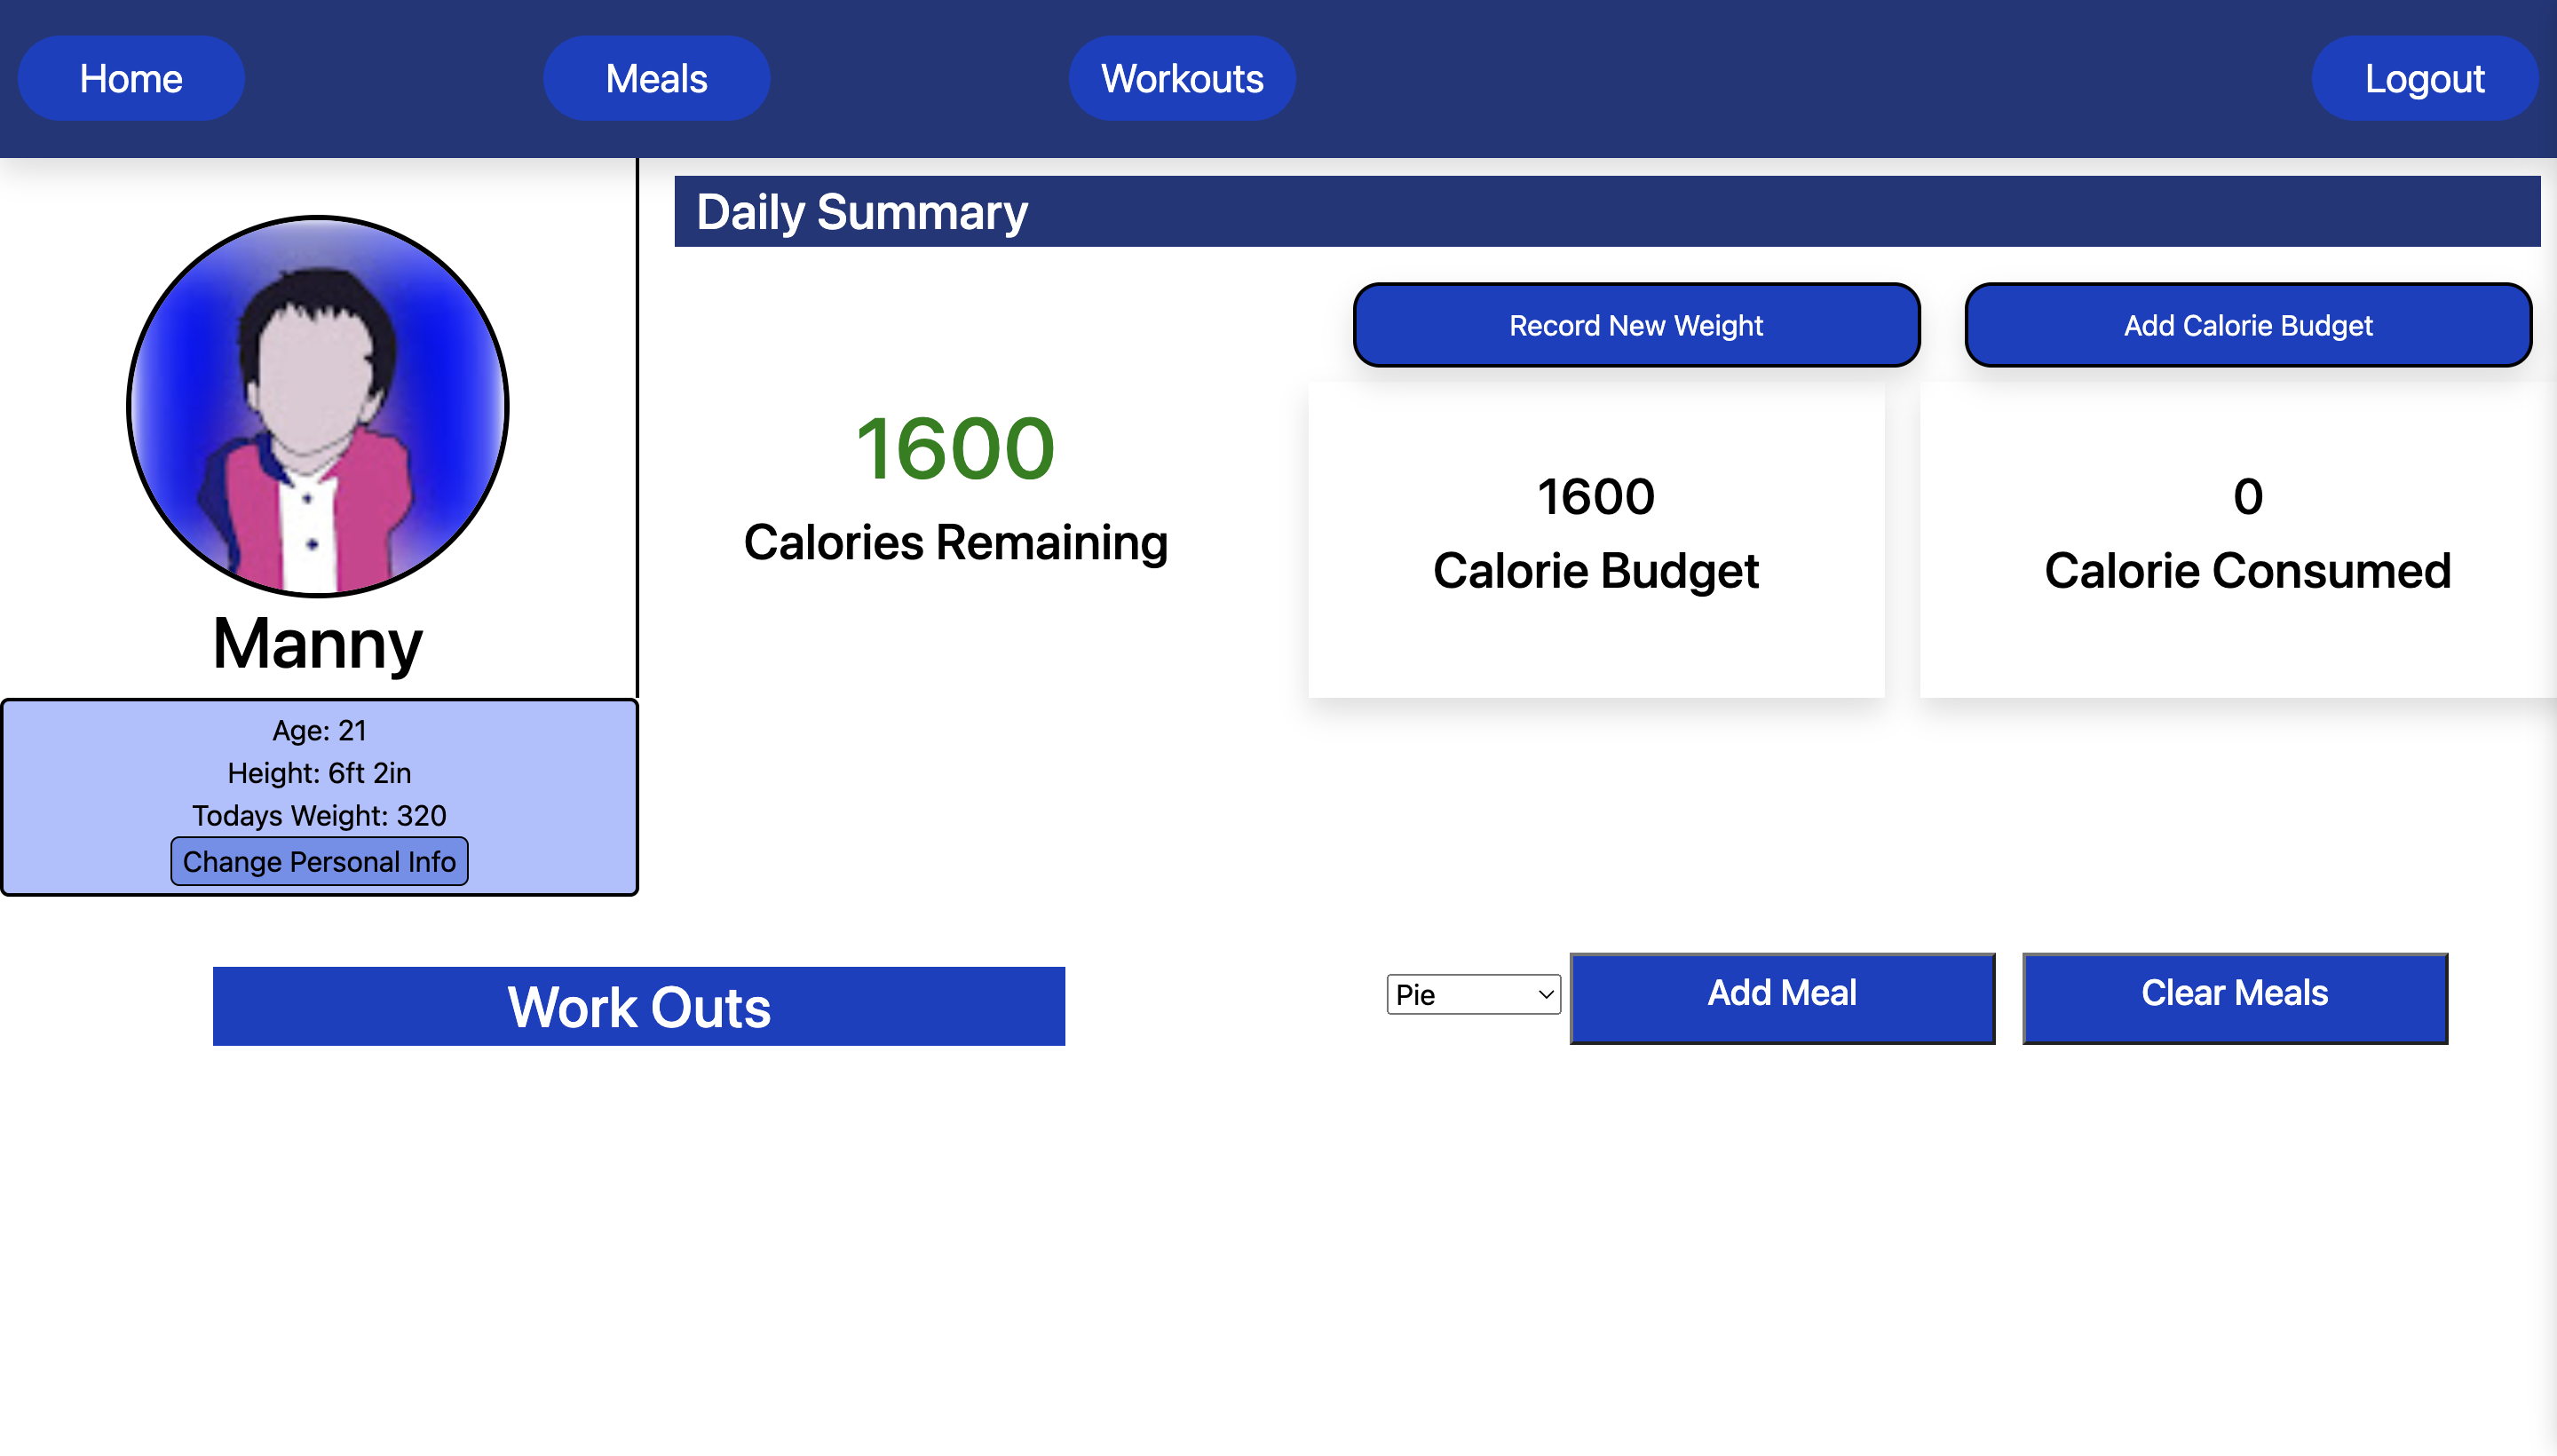 Home
Meals
Workouts
Logout
Daily Summary
Record New Weight
Add Calorie Budget
1600
Calories Remaining
1600
Calorie Budget
0
Calorie Consumed
Manny
Age: 21
Height: 6ft 2in
Todays Weight: 320
Change Personal Info
Work Outs
Pie
Add Meal
Clear Meals